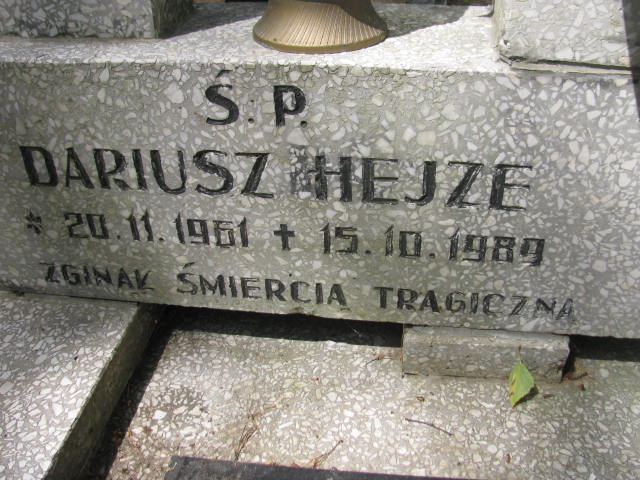 Ś. P.
DARIUSZ HEJZE
* 20.11.1961 + 15.10.1989
ZGINĄŁ ŚMIERCIĄ TRAGICZNĄ